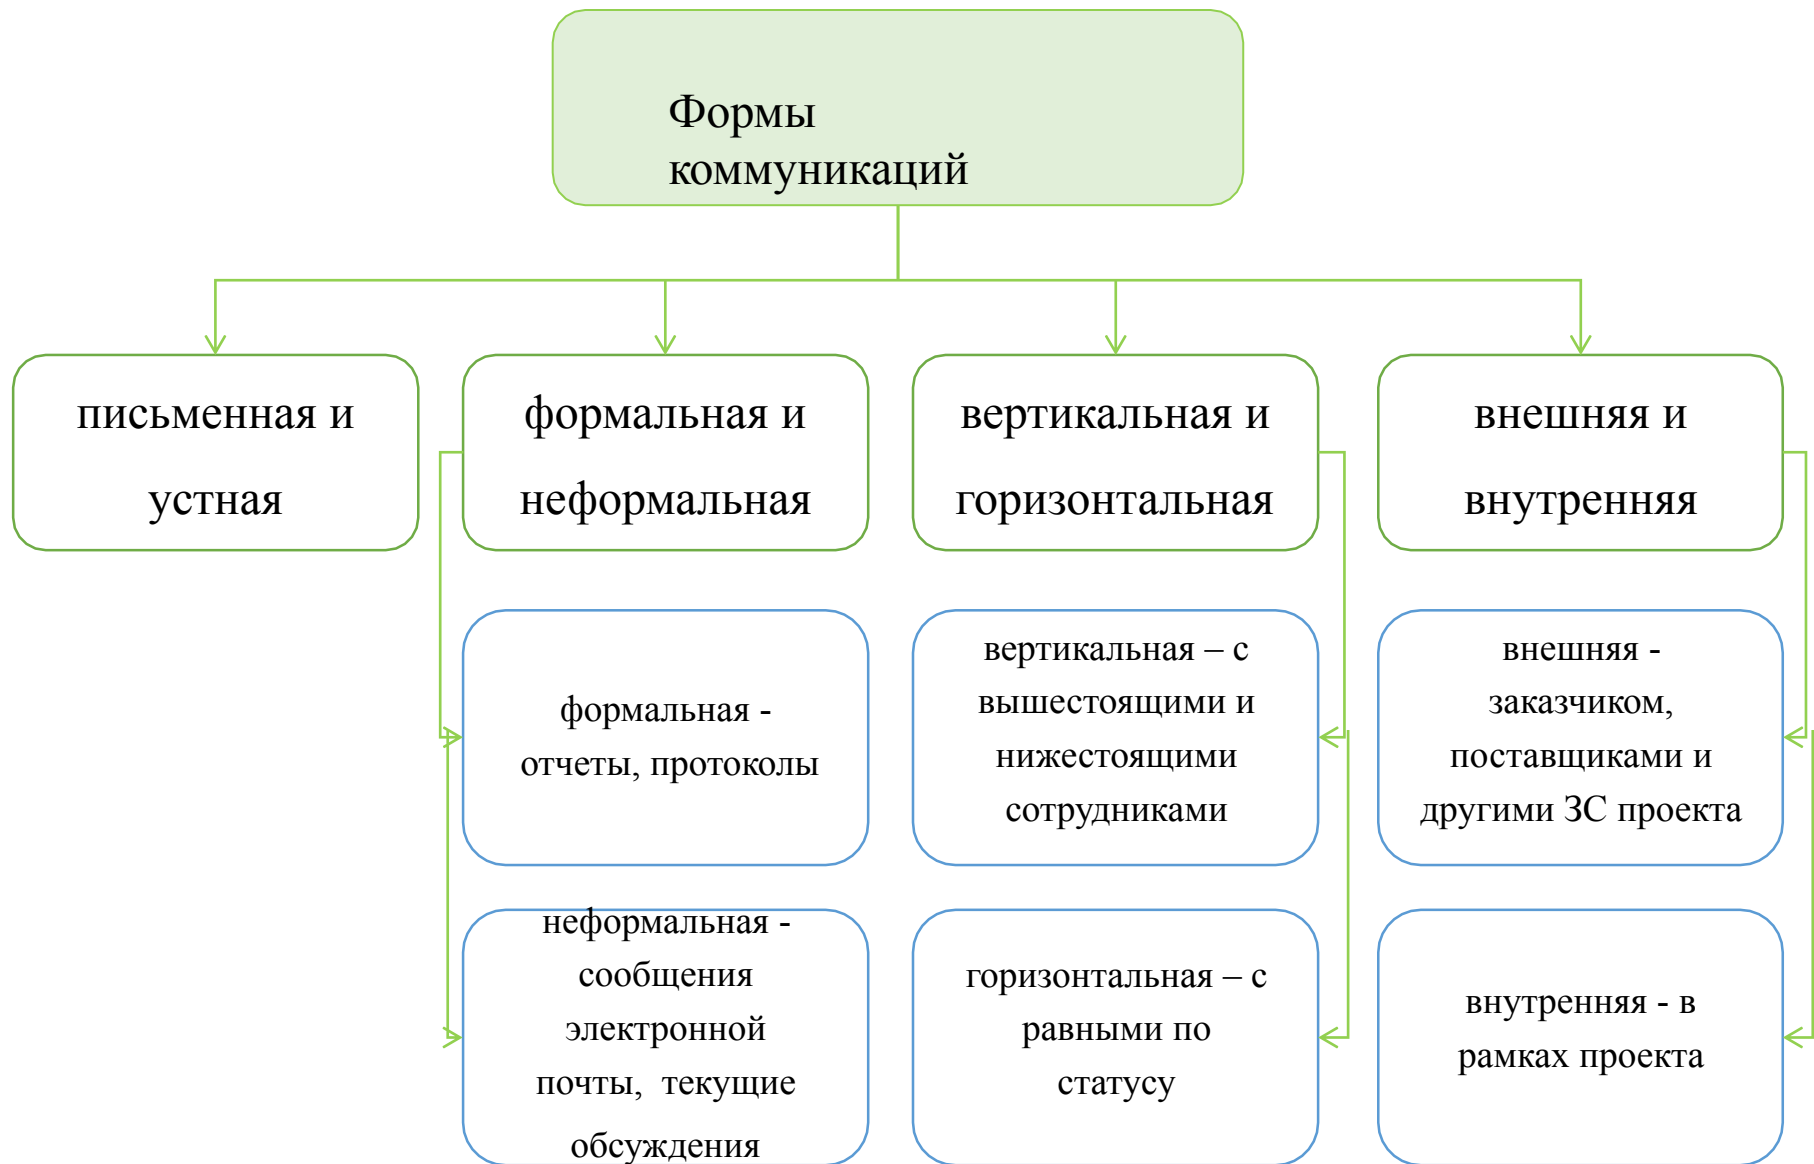 Формы
коммуникаций
письменная и
устная
формальная и
неформальная
вертикальная и
горизонтальная
внешняя и
внутренняя
формальная -
отчеты, протоколы
вертикальная – с
вышестоящими и
нижестоящими
сотрудниками
внешняя -
заказчиком,
поставщиками и
другими ЗС проекта
неформальная -
сообщения
электронной
почты,  текущие
обсуждения
горизонтальная – с
равными по
статусу
внутренняя - в
рамках проекта